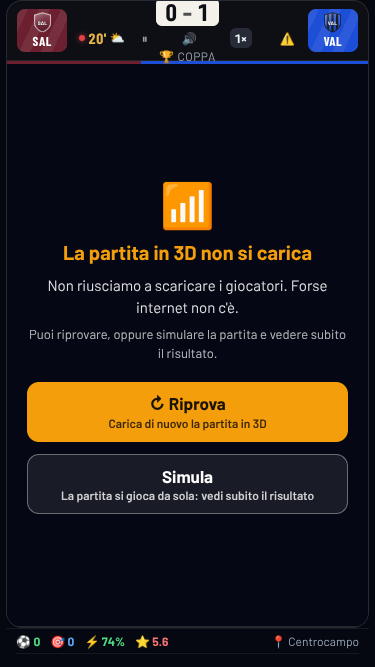 0 - 1
SAL
20'
1×
VAL
COPPA
La partita in 3D non si carica
Non riusciamo a scaricare i giocatori. Forse
internet non c'è.
Puoi riprovare, oppure simulare la partita e vedere subito
il risultato.
↻ Riprova
Carica di nuovo la partita in 3D
Simula
La partita si gioca da sola: vedi subito il risultato
0 0 74% 5.6 Centrocampo